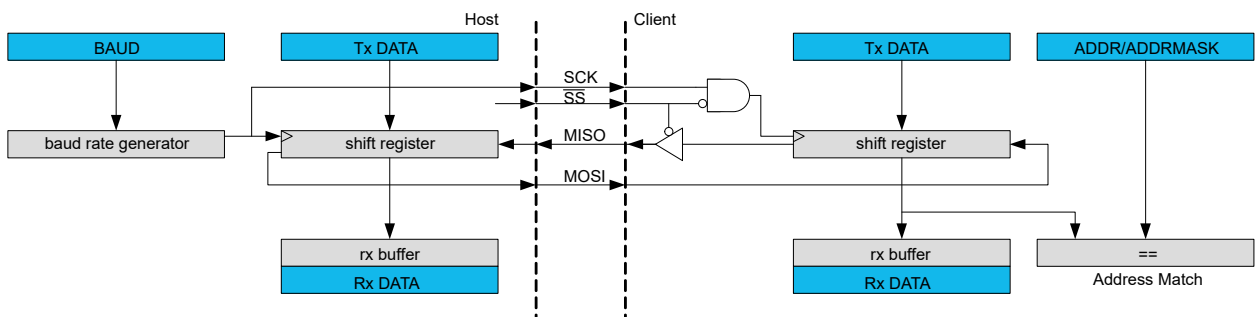 Host
Client
BAUD
Tx DATA
Tx DATA
ADDR/ADDRMASK
SCK
SS
baud rate generator
shift register
MISO
shift register
MOSI
rx buffer
rx buffer
==
Rx DATA
Rx DATA
Address Match